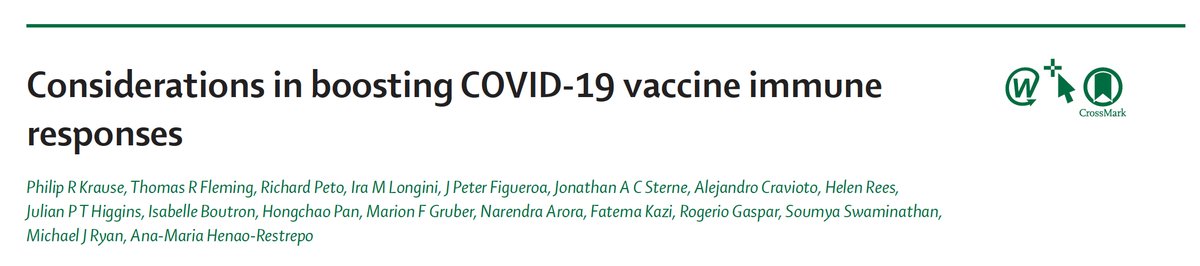 Considerations in boosting COVID-19 vaccine immune
responses
W
CrossMark
Philip R Krause, Thomas R Fleming, Richard Peto, Ira M Longini, J Peter Figueroa, Jonathan A C Sterne, Alejandro Cravioto, Helen Rees,
Julian P T Higgins, Isabelle Boutron, Hongchao Pan, Marion F Gruber, Narendra Arora, Fatema Kazi, Rogerio Gaspar, Soumya Swaminathan,
Michael J Ryan, Ana-Maria Henao-Restrepo